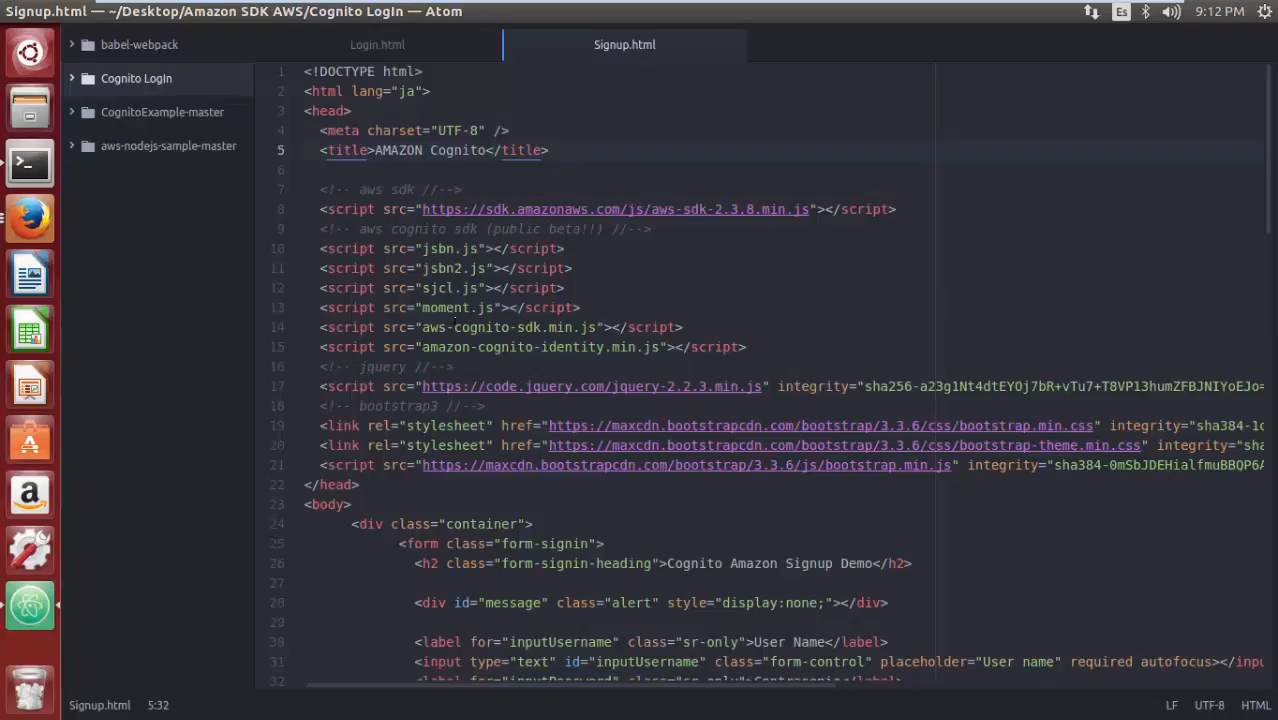 Signup.html — ~/Desktop/Amazon SDK AWS/Cognito LogIn — Atom
Es
9:12 PM
babel-webpack
Cognito LogIn
CognitoExample-master
aws-nodejs-sample-master
Login.html
Signup.html
1 <!DOCTYPE html>
2 <html lang="ja">
3 <head>
4 <meta charset="UTF-8" />
5 <title>AMAZON Cognito</title>
6
7 <!-- aws sdk //-->
8 <script src="https://sdk.amazonaws.com/js/aws-sdk-2.3.8.min.js"></script>
9 <!-- aws cognito sdk (public beta!!) //-->
10 <script src="jsbn.js"></script>
11 <script src="jsbn2.js"></script>
12 <script src="sjcl.js"></script>
13 <script src="moment.js"></script>
14 <script src="aws-cognito-sdk.min.js"></script>
15 <script src="amazon-cognito-identity.min.js"></script>
16 <!-- jquery //-->
17 <script src="https://code.jquery.com/jquery-2.2.3.min.js" integrity="sha256-a23g1Nt4dtEYOj7bR+vTu7+T8VP13humZFBJNIYoEJo=
18 <!-- bootstrap3 //-->
19 <link rel="stylesheet" href="https://maxcdn.bootstrapcdn.com/bootstrap/3.3.6/css/bootstrap.min.css" integrity="sha384-1q
20 <link rel="stylesheet" href="https://maxcdn.bootstrapcdn.com/bootstrap/3.3.6/css/bootstrap-theme.min.css" integrity="sha
21 <script src="https://maxcdn.bootstrapcdn.com/bootstrap/3.3.6/js/bootstrap.min.js" integrity="sha384-0mSbJDEHialfmuBBQP6A
22 </head>
23 <body>
24 <div class="container">
25 <form class="form-signin">
26 <h2 class="form-signin-heading">Cognito Amazon Signup Demo</h2>
27
28 <div id="message" class="alert" style="display:none;"></div>
29
30 <label for="inputUsername" class="sr-only">User Name</label>
31 <input type="text" id="inputUsername" class="form-control" placeholder="User name" required autofocus></inpu
32 <label for="inputPassword" class="sr-only">Contrasenia</label>
Signup.html 5:32
LF UTF-8 HTML